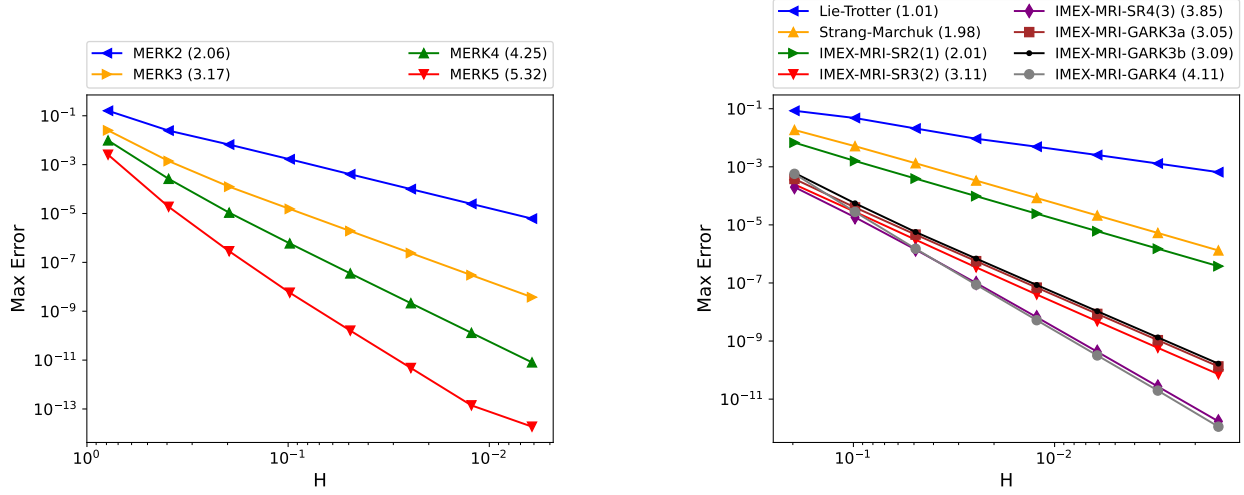 MERK2 (2.06)
MERK3 (3.17)
MERK4 (4.25)
MERK5 (5.32)
Max Error
10⁻¹
10⁻³
10⁻⁵
10⁻⁷
10⁻⁹
10⁻¹¹
10⁻¹³
10⁰
10⁻¹
10⁻²
H
Lie-Trotter (1.01)
Strang-Marchuk (1.98)
IMEX-MRI-SR2(1) (2.01)
IMEX-MRI-SR3(2) (3.11)
IMEX-MRI-SR4(3) (3.85)
IMEX-MRI-GARK3a (3.05)
IMEX-MRI-GARK3b (3.09)
IMEX-MRI-GARK4 (4.11)
Max Error
10⁻¹
10⁻³
10⁻⁵
10⁻⁷
10⁻⁹
10⁻¹¹
10⁻¹
10⁻²
H